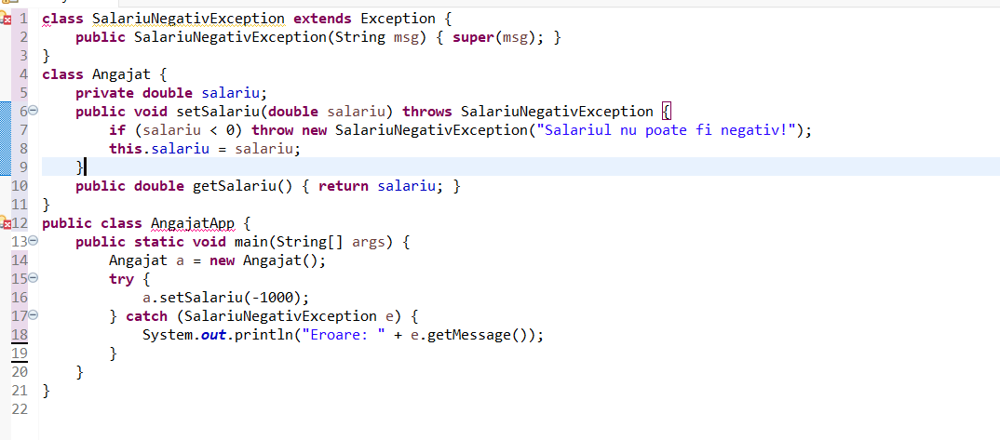 1 class SalariuNegativException extends Exception {
2     public SalariuNegativException(String msg) { super(msg); }
3 }
4 class Angajat {
5     private double salariu;
6     public void setSalariu(double salariu) throws SalariuNegativException {
7         if (salariu < 0) throw new SalariuNegativException("Salariul nu poate fi negativ!");
8         this.salariu = salariu;
9     }
10     public double getSalariu() { return salariu; }
11 }
12 public class AngajatApp {
13     public static void main(String[] args) {
14         Angajat a = new Angajat();
15         try {
16             a.setSalariu(-1000);
17         } catch (SalariuNegativException e) {
18             System.out.println("Eroare: " + e.getMessage());
19         }
20     }
21 }
22